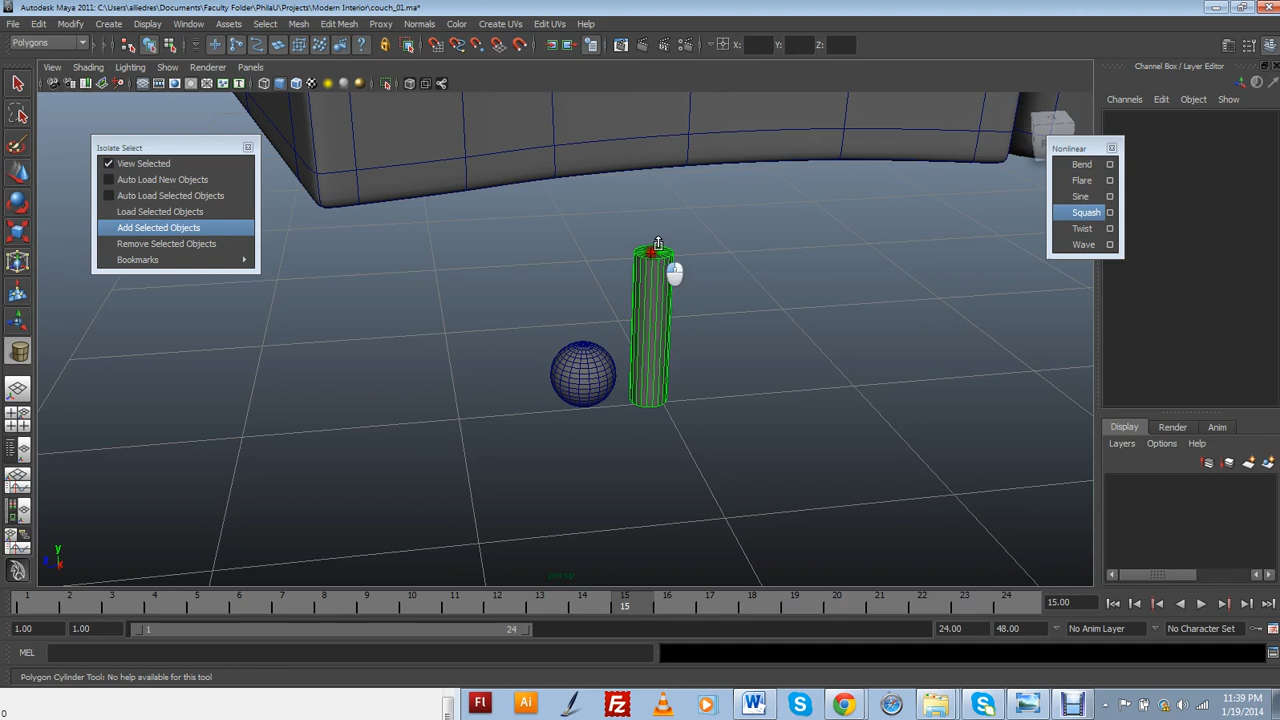 Autodesk Maya 2011: C:\Users\alliedres\Documents\Faculty Folder\PhilaU\Projects\Modern Interior\couch_01.ma*
File Edit Modify Create Display Window Assets Select Mesh Edit Mesh Proxy Normals Color Create UVs Edit UVs Help
Polygons X: Y: Z:
View Shading Lighting Show Renderer Panels
Channel Box / Layer Editor
Channels Edit Object Show
Isolate Select
View Selected
Auto Load New Objects
Auto Load Selected Objects
Load Selected Objects
Add Selected Objects
Remove Selected Objects
Bookmarks
Nonlinear
Bend
Flare
Sine
Squash
Twist
Wave
Display Render Anim
Layers Options Help
y
x
persp
1 2 3 4 5 6 7 8 9 10 11 12 13 14 15 16 17 18 19 20 21 22 23 24
15
15.00
1.00 1.00 1 24 24.00 48.00 No Anim Layer No Character Set
MEL
Polygon Cylinder Tool: No help available for this tool
0
Fl Ai Fz W S
11:39 PM
1/19/2014